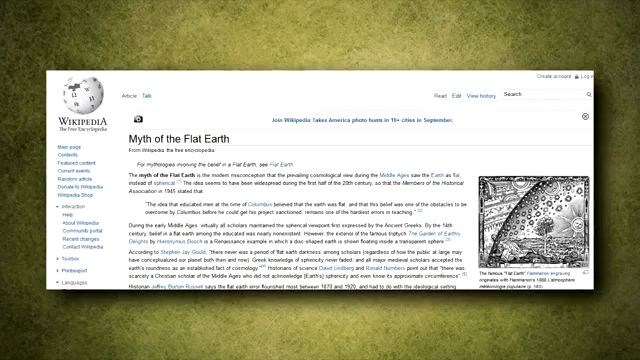 Create account
Log in
WIKIPEDIA
The Free Encyclopedia
Article Talk
Read Edit View history
Search
Join Wikipedia Takes America photo hunts in 18+ cities in September.
Main page
Contents
Featured content
Current events
Random article
Donate to Wikipedia
Wikipedia Shop
Interaction
Help
About Wikipedia
Community portal
Recent changes
Contact Wikipedia
Toolbox
Print/export
Languages
Myth of the Flat Earth
From Wikipedia, the free encyclopedia
For mythologies involving the belief in a Flat Earth, see Flat Earth.
The myth of the Flat Earth is the modern misconception that the prevailing cosmological view during the Middle Ages saw the Earth as flat,
instead of spherical.[1] The idea seems to have been widespread during the first half of the 20th century, so that the Members of the Historical
Association in 1945 stated that:
"The idea that educated men at the time of Columbus believed that the earth was flat, and that this belief was one of the obstacles to be
overcome by Columbus before he could get his project sanctioned, remains one of the hardiest errors in teaching." [2]
During the early Middle Ages, virtually all scholars maintained the spherical viewpoint first expressed by the Ancient Greeks. By the 14th
century, belief in a flat earth among the educated was nearly nonexistent. However, the exterior of the famous triptych The Garden of Earthly
Delights by Hieronymus Bosch is a Renaissance example in which a disc-shaped earth is shown floating inside a transparent sphere.[3]
According to Stephen Jay Gould, "there never was a period of 'flat earth darkness' among scholars (regardless of how the public at large may
have conceptualized our planet both then and now). Greek knowledge of sphericity never faded, and all major medieval scholars accepted the
earth's roundness as an established fact of cosmology."[4] Historians of science David Lindberg and Ronald Numbers point out that "there was
scarcely a Christian scholar of the Middle Ages who did not acknowledge [Earth's] sphericity and even know its approximate circumference".[5]
Historian Jeffrey Burton Russell says the flat earth error flourished most between 1870 and 1920, and had to do with the ideological setting
The famous "Flat Earth" Flammarion engraving
originates with Flammarion's 1888 L'atmosphère:
météorologie populaire (p. 163)